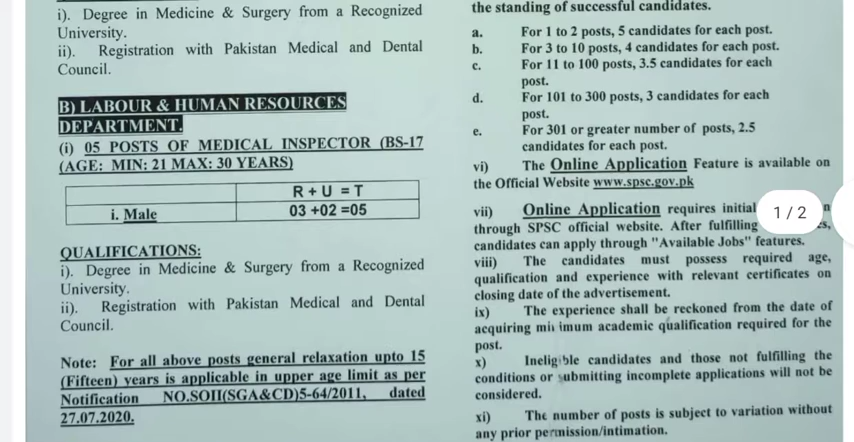 i). Degree in Medicine & Surgery from a Recognized
University.
ii). Registration with Pakistan Medical and Dental
Council.
B) LABOUR & HUMAN RESOURCES
DEPARTMENT.
(i) 05 POSTS OF MEDICAL INSPECTOR (BS-17
(AGE: MIN: 21 MAX: 30 YEARS)
R + U = T
i. Male 03 +02 =05
QUALIFICATIONS:
i). Degree in Medicine & Surgery from a Recognized
University.
ii). Registration with Pakistan Medical and Dental
Council.
Note: For all above posts general relaxation upto 15
(Fifteen) years is applicable in upper age limit as per
Notification NO.SOII(SGA&CD)5-64/2011, dated
27.07.2020.
the standing of successful candidates.
a. For 1 to 2 posts, 5 candidates for each post.
b. For 3 to 10 posts, 4 candidates for each post.
c. For 11 to 100 posts, 3.5 candidates for each
post.
d. For 101 to 300 posts, 3 candidates for each
post.
e. For 301 or greater number of posts, 2.5
candidates for each post.
vi) The Online Application Feature is available on
the Official Website www.spsc.gov.pk
vii) Online Application requires initial
through SPSC official website. After fulfilling
candidates can apply through "Available Jobs" features.
viii) The candidates must possess required age,
qualification and experience with relevant certificates on
closing date of the advertisement.
ix) The experience shall be reckoned from the date of
acquiring minimum academic qualification required for the
post.
x) Ineligible candidates and those not fulfilling the
conditions or submitting incomplete applications will not be
considered.
xi) The number of posts is subject to variation without
any prior permission/intimation.
1 / 2